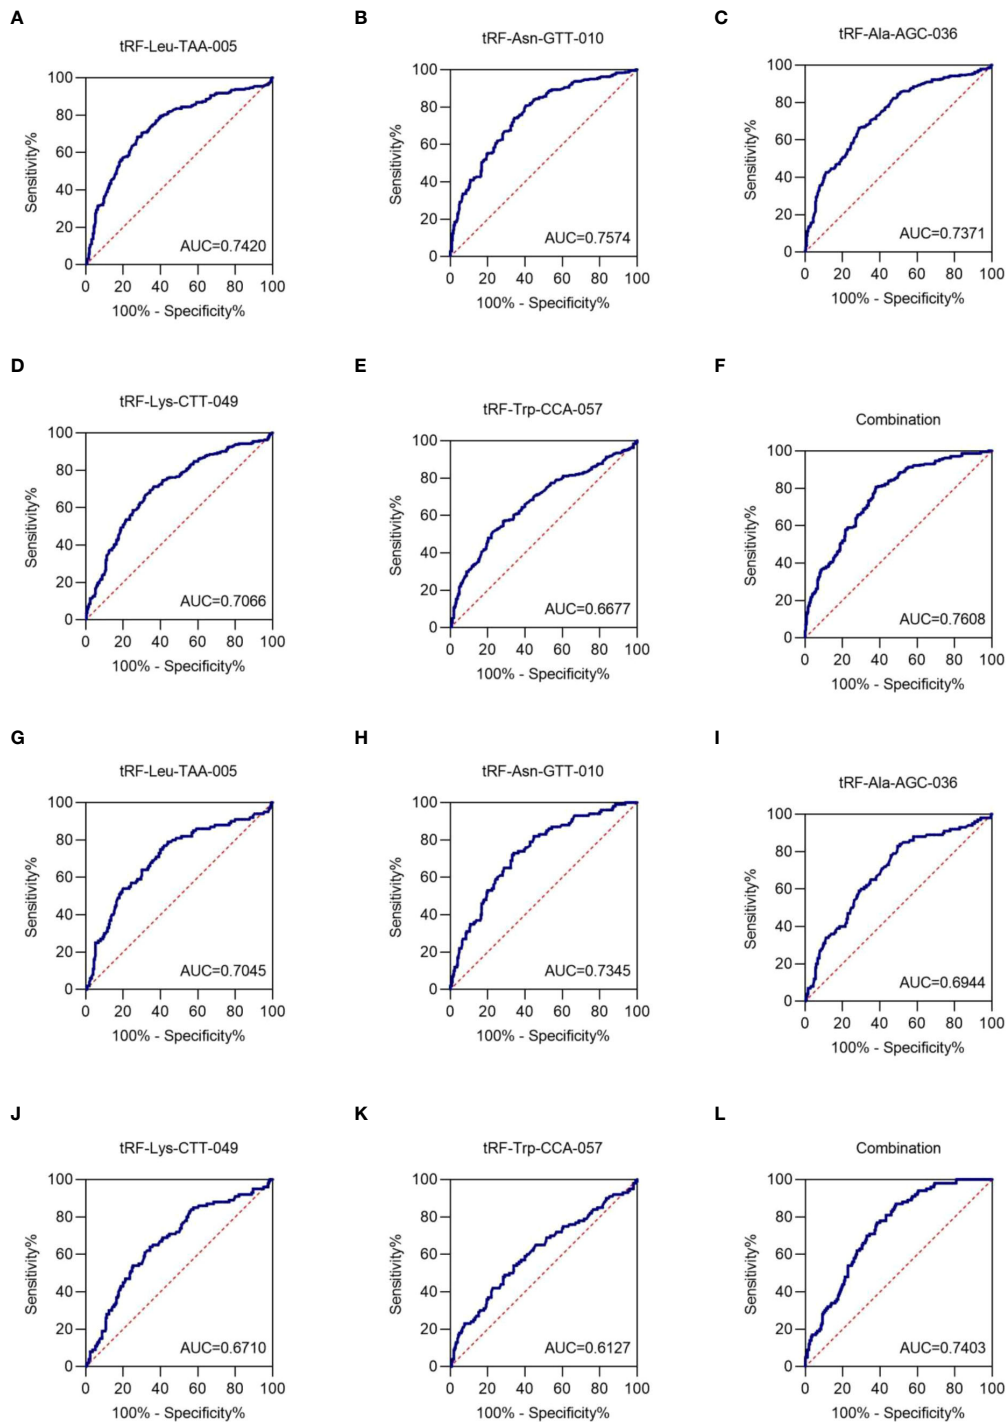 A
tRF-Leu-TAA-005
100
80
60
40
20
0
Sensitivity%
AUC=0.7420
0 20 40 60 80 100
100% - Specificity%
B
tRF-Asn-GTT-010
100
80
60
40
20
0
Sensitivity%
AUC=0.7574
0 20 40 60 80 100
100% - Specificity%
C
tRF-Ala-AGC-036
100
80
60
40
20
0
Sensitivity%
AUC=0.7371
0 20 40 60 80 100
100% - Specificity%
D
tRF-Lys-CTT-049
100
80
60
40
20
0
Sensitivity%
AUC=0.7066
0 20 40 60 80 100
100% - Specificity%
E
tRF-Trp-CCA-057
100
80
60
40
20
0
Sensitivity%
AUC=0.6677
0 20 40 60 80 100
100% - Specificity%
F
Combination
100
80
60
40
20
0
Sensitivity%
AUC=0.7608
0 20 40 60 80 100
100% - Specificity%
G
tRF-Leu-TAA-005
100
80
60
40
20
0
Sensitivity%
AUC=0.7045
0 20 40 60 80 100
100% - Specificity%
H
tRF-Asn-GTT-010
100
80
60
40
20
0
Sensitivity%
AUC=0.7345
0 20 40 60 80 100
100% - Specificity%
I
tRF-Ala-AGC-036
100
80
60
40
20
0
Sensitivity%
AUC=0.6944
0 20 40 60 80 100
100% - Specificity%
J
tRF-Lys-CTT-049
100
80
60
40
20
0
Sensitivity%
AUC=0.6710
0 20 40 60 80 100
100% - Specificity%
K
tRF-Trp-CCA-057
100
80
60
40
20
0
Sensitivity%
AUC=0.6127
0 20 40 60 80 100
100% - Specificity%
L
Combination
100
80
60
40
20
0
Sensitivity%
AUC=0.7403
0 20 40 60 80 100
100% - Specificity%